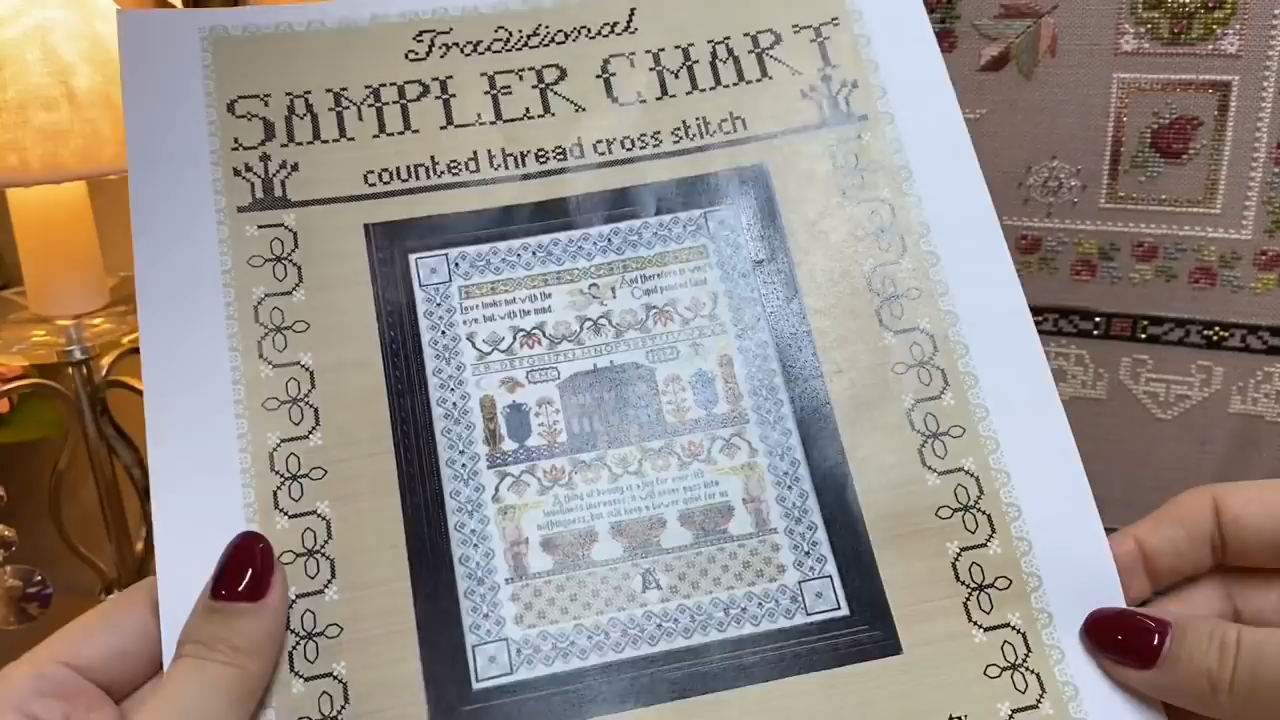 Traditional
SAMPLER CHART
counted thread cross stitch
Love looks not with the
eye, but with the mind.
And therefore is wing'd
Cupid painted blind
A thing of beauty is a joy for ever: it's
loveliness increases; it will never pass into
nothingness; but still keep a bower quiet for us
A